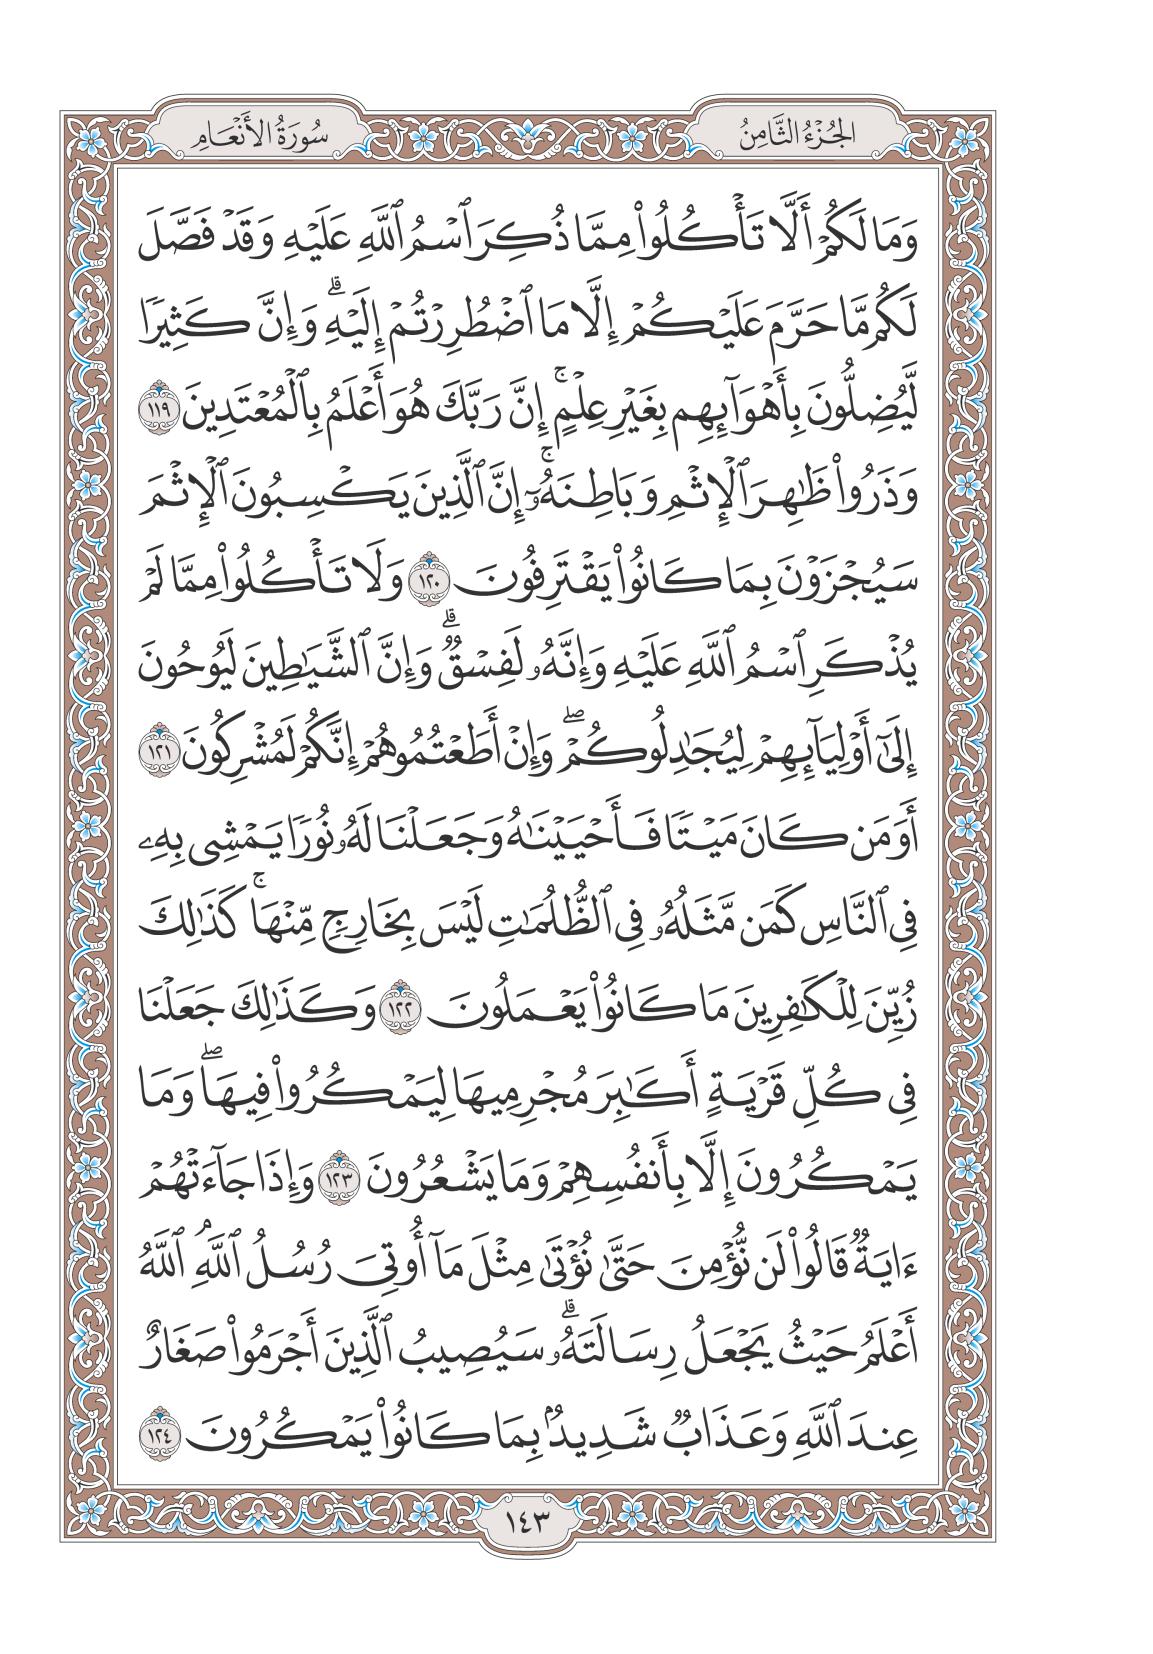 الجُزْءُ الثَّامِنُ
سُورَةُ الأَنْعَامِ
وَمَا لَكُمْ أَلَّا تَأْكُلُوا۟ مِمَّا ذُكِرَ ٱسْمُ ٱللَّهِ عَلَيْهِ وَقَدْ فَصَّلَ
لَكُم مَّا حَرَّمَ عَلَيْكُمْ إِلَّا مَا ٱضْطُرِرْتُمْ إِلَيْهِۗ وَإِنَّ كَثِيرًا
لَّيُضِلُّونَ بِأَهْوَآئِهِم بِغَيْرِ عِلْمٍۚ إِنَّ رَبَّكَ هُوَ أَعْلَمُ بِٱلْمُعْتَدِينَ ١١٩
وَذَرُوا۟ ظَـٰهِرَ ٱلْإِثْمِ وَبَاطِنَهُۥٓۚ إِنَّ ٱلَّذِينَ يَكْسِبُونَ ٱلْإِثْمَ
سَيُجْزَوْنَ بِمَا كَانُوا۟ يَقْتَرِفُونَ ١٢٠ وَلَا تَأْكُلُوا۟ مِمَّا لَمْ
يُذْكَرِ ٱسْمُ ٱللَّهِ عَلَيْهِ وَإِنَّهُۥ لَفِسْقٌۗ وَإِنَّ ٱلشَّيَـٰطِينَ لَيُوحُونَ
إِلَىٰٓ أَوْلِيَآئِهِمْ لِيُجَـٰدِلُوكُمْۖ وَإِنْ أَطَعْتُمُوهُمْ إِنَّكُمْ لَمُشْرِكُونَ ١٢١
أَوَمَن كَانَ مَيْتًا فَأَحْيَيْنَـٰهُ وَجَعَلْنَا لَهُۥ نُورًا يَمْشِى بِهِۦ
فِى ٱلنَّاسِ كَمَن مَّثَلُهُۥ فِى ٱلظُّلُمَـٰتِ لَيْسَ بِخَارِجٍ مِّنْهَاۚ كَذَٰلِكَ
زُيِّنَ لِلْكَـٰفِرِينَ مَا كَانُوا۟ يَعْمَلُونَ ١٢٢ وَكَذَٰلِكَ جَعَلْنَا
فِى كُلِّ قَرْيَةٍ أَكَـٰبِرَ مُجْرِمِيهَا لِيَمْكُرُوا۟ فِيهَاۖ وَمَا
يَمْكُرُونَ إِلَّا بِأَنفُسِهِمْ وَمَا يَشْعُرُونَ ١٢٣ وَإِذَا جَآءَتْهُمْ
ءَايَةٌ قَالُوا۟ لَن نُّؤْمِنَ حَتَّىٰ نُؤْتَىٰ مِثْلَ مَآ أُوتِىَ رُسُلُ ٱللَّهِۘ ٱللَّهُ
أَعْلَمُ حَيْثُ يَجْعَلُ رِسَالَتَهُۥۗ سَيُصِيبُ ٱلَّذِينَ أَجْرَمُوا۟ صَغَارٌ
عِندَ ٱللَّهِ وَعَذَابٌ شَدِيدٌۢ بِمَا كَانُوا۟ يَمْكُرُونَ ١٢٤
١٤٣